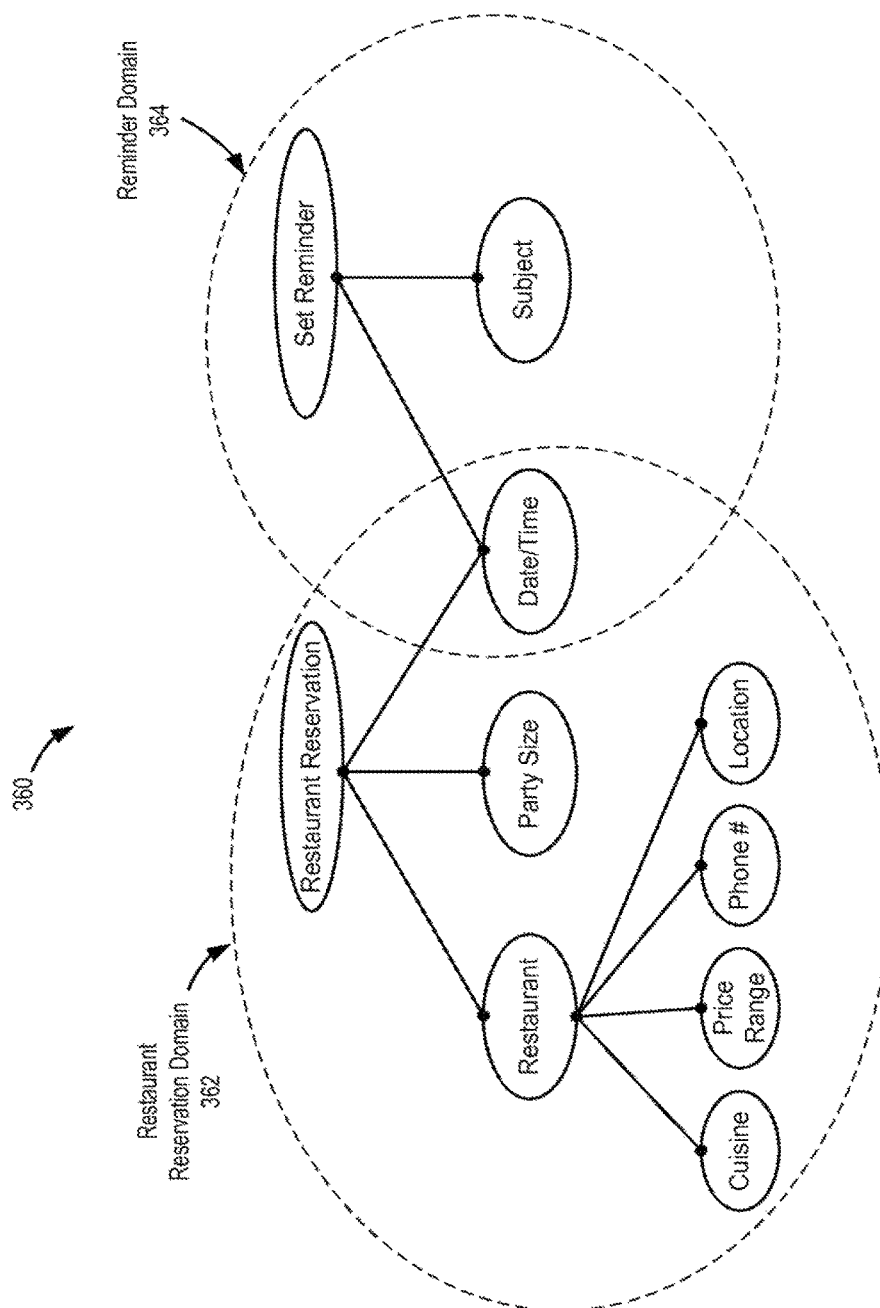 360
Restaurant
Reservation Domain
362
Reminder Domain
364
Restaurant Reservation
Set Reminder
Restaurant
Party Size
Date/Time
Subject
Cuisine
Price
Range
Phone #
Location